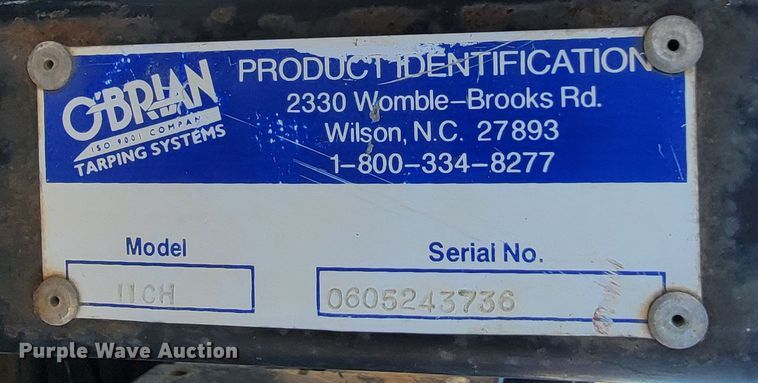 O'BRIAN
ISO 9001 COMPANY
TARPING SYSTEMS
PRODUCT IDENTIFICATION
2330 Womble-Brooks Rd.
Wilson, N.C. 27893
1-800-334-8277
Model
11CH
Serial No.
0605243736
Purple Wave Auction